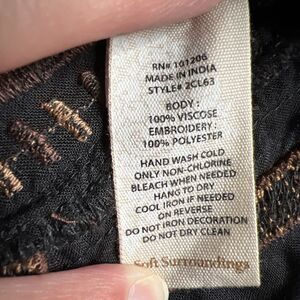 RN# 101206
MADE IN INDIA
STYLE# 2CL63
BODY :
100% VISCOSE
EMBROIDERY :
100% POLYESTER
HAND WASH COLD
ONLY NON-CHLORINE
BLEACH WHEN NEEDED
HANG TO DRY
COOL IRON IF NEEDED
ON REVERSE
DO NOT IRON DECORATION
DO NOT DRY CLEAN
Soft Surroundings